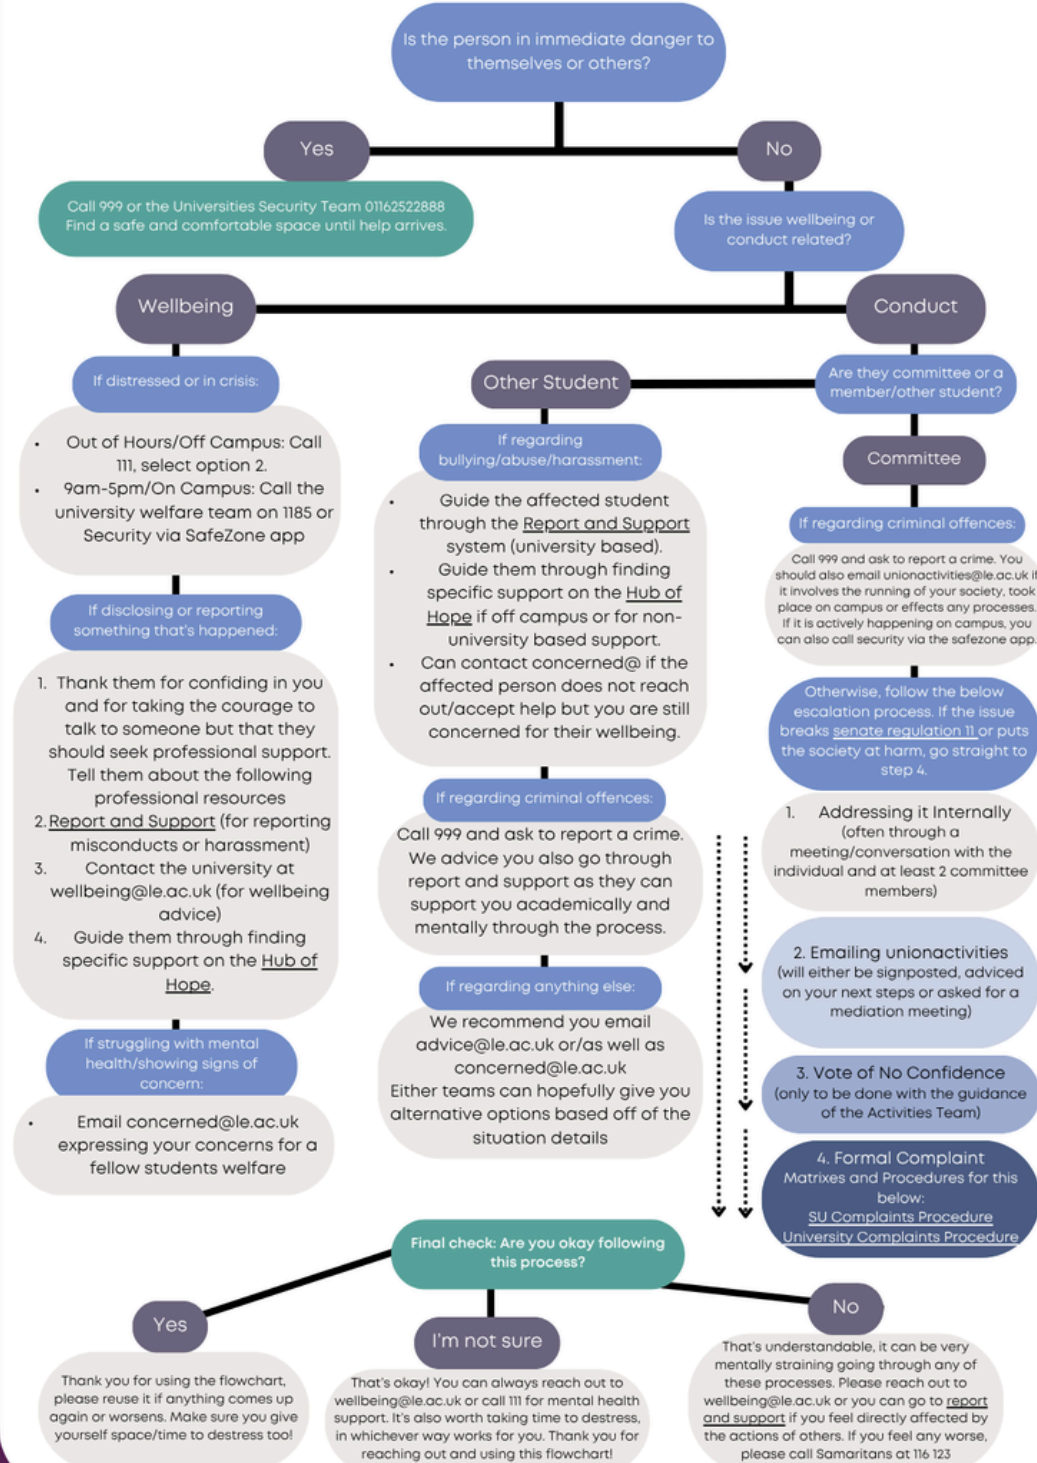 Is the person in immediate danger to
themselves or others?
Yes
No
Call 999 or the Universities Security Team 01162522888
Find a safe and comfortable space until help arrives.
Is the issue wellbeing or
conduct related?
Wellbeing
Conduct
If distressed or in crisis:
• Out of Hours/Off Campus: Call
111, select option 2.
• 9am-5pm/On Campus: Call the
university welfare team on 1185 or
Security via SafeZone app
If disclosing or reporting
something that's happened:
1. Thank them for confiding in you
and for taking the courage to
talk to someone but that they
should seek professional support.
Tell them about the following
professional resources
2. Report and Support (for reporting
misconducts or harassment)
3. Contact the university at
wellbeing@le.ac.uk (for wellbeing
advice)
4. Guide them through finding
specific support on the Hub of
Hope.
If struggling with mental
health/showing signs of
concern:
• Email concerned@le.ac.uk
expressing your concerns for a
fellow students welfare
Are they committee or a
member/other student?
Other Student
If regarding
bullying/abuse/harassment:
• Guide the affected student
through the Report and Support
system (university based).
• Guide them through finding
specific support on the Hub of
Hope if off campus or for non-
university based support.
• Can contact concerned@ if the
affected person does not reach
out/accept help but you are still
concerned for their wellbeing.
If regarding criminal offences:
Call 999 and ask to report a crime.
We advice you also go through
report and support as they can
support you academically and
mentally through the process.
If regarding anything else:
We recommend you email
advice@le.ac.uk or/as well as
concerned@le.ac.uk
Either teams can hopefully give you
alternative options based off of the
situation details
Committee
If regarding criminal offences:
Call 999 and ask to report a crime. You
should also email unionactivities@le.ac.uk if
it involves the running of your society, took
place on campus or effects any processes.
If it is actively happening on campus, you
can also call security via the safezone app.
Otherwise, follow the below
escalation process. If the issue
breaks senate regulation 11 or puts
the society at harm, go straight to
step 4.
1. Addressing it Internally
(often through a
meeting/conversation with the
individual and at least 2 committee
members)
2. Emailing unionactivities
(will either be signposted, adviced
on your next steps or asked for a
mediation meeting)
3. Vote of No Confidence
(only to be done with the guidance
of the Activities Team)
4. Formal Complaint
Matrixes and Procedures for this
below:
SU Complaints Procedure
University Complaints Procedure
Final check: Are you okay following
this process?
Yes
Thank you for using the flowchart,
please reuse it if anything comes up
again or worsens. Make sure you give
yourself space/time to destress too!
I'm not sure
That's okay! You can always reach out to
wellbeing@le.ac.uk or call 111 for mental health
support. It's also worth taking time to destress,
in whichever way works for you. Thank you for
reaching out and using this flowchart!
No
That's understandable, it can be very
mentally straining going through any of
these processes. Please reach out to
wellbeing@le.ac.uk or you can go to report
and support if you feel directly affected by
the actions of others. If you feel any worse,
please call Samaritans at 116 123